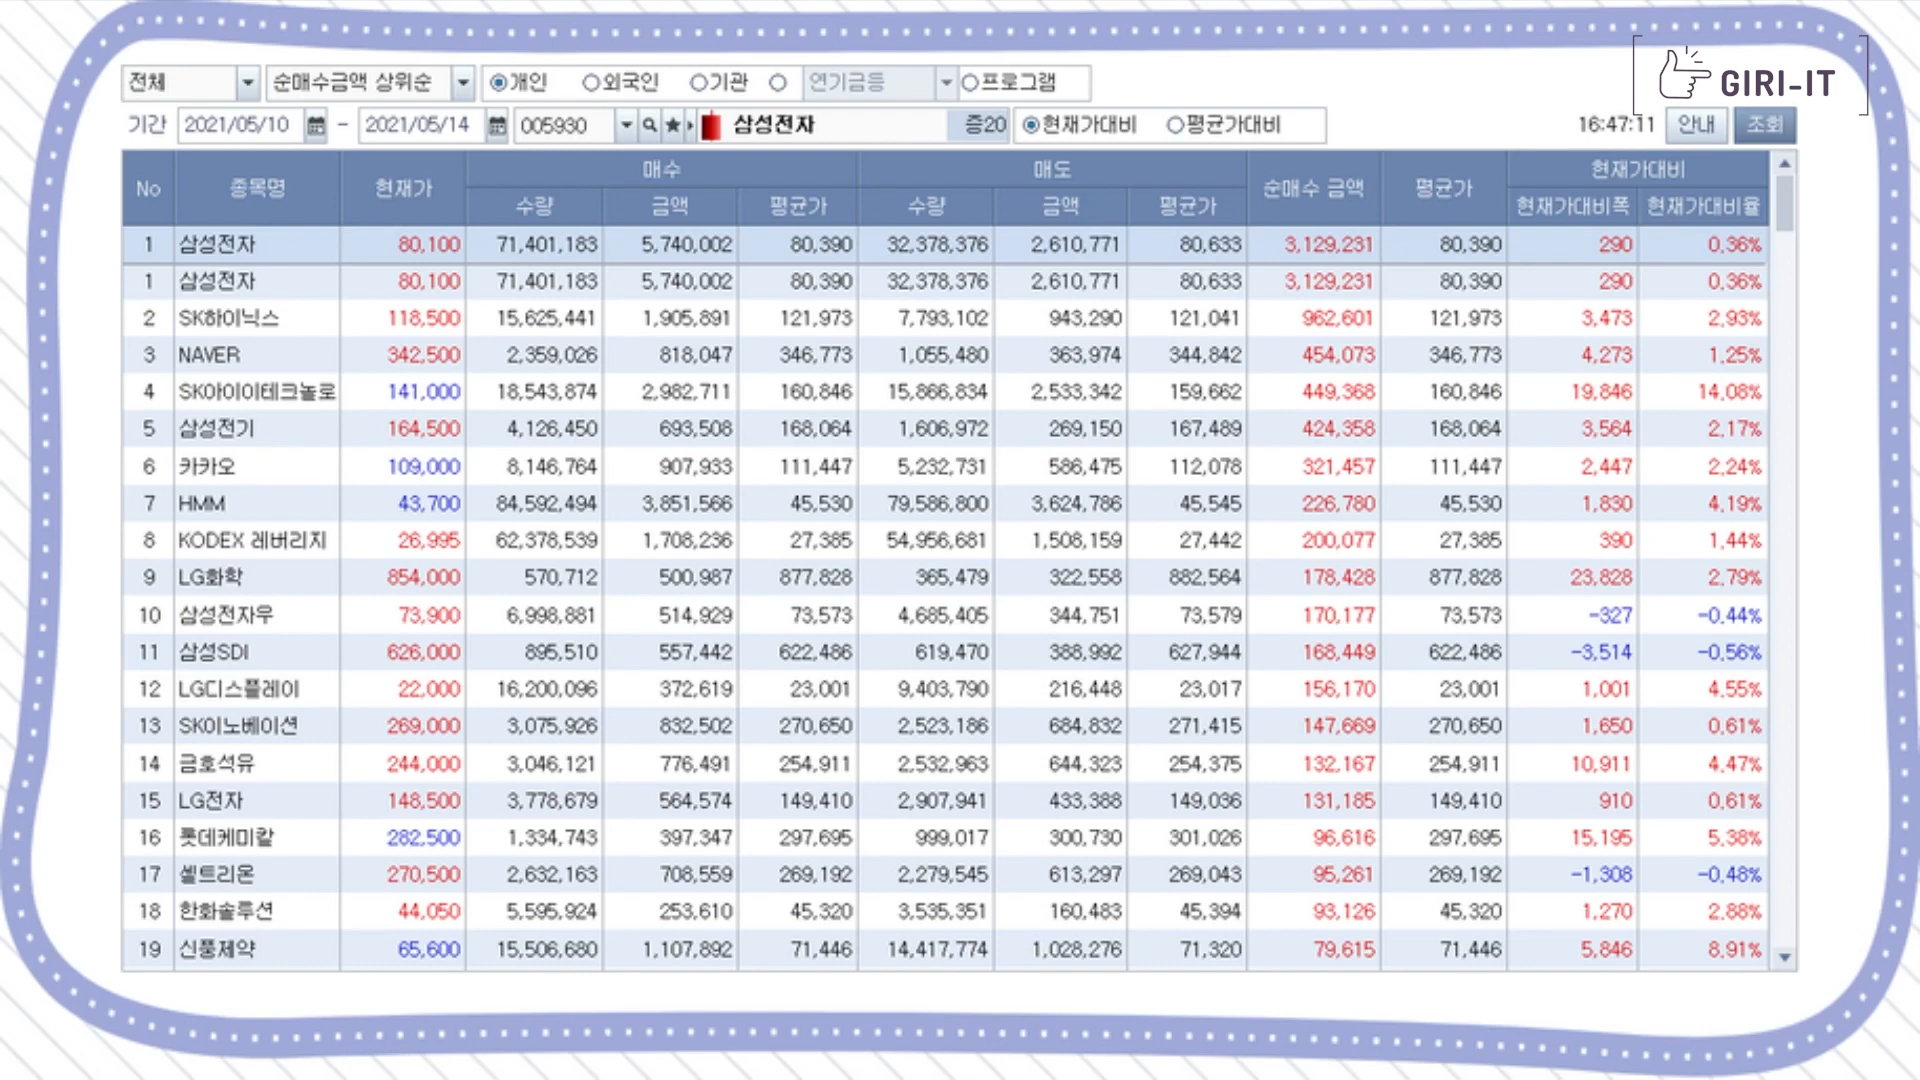 GIRI-IT
전체 순매수금액 상위순 개인 외국인 기관 연기금등 프로그램
기간 2021/05/10 - 2021/05/14 005930 삼성전자 증20 현재가대비 평균가대비 16:47:11 안내 조회
No 종목명 현재가 매수 매도 순매수 금액 평균가 현재가대비
수량 금액 평균가 수량 금액 평균가 현재가대비폭 현재가대비율
1 삼성전자 80,100 71,401,183 5,740,002 80,390 32,378,376 2,610,771 80,633 3,129,231 80,390 290 0.36%
1 삼성전자 80,100 71,401,183 5,740,002 80,390 32,378,376 2,610,771 80,633 3,129,231 80,390 290 0.36%
2 SK하이닉스 118,500 15,625,441 1,905,891 121,973 7,793,102 943,290 121,041 962,601 121,973 3,473 2.93%
3 NAVER 342,500 2,359,026 818,047 346,773 1,055,480 363,974 344,842 454,073 346,773 4,273 1.25%
4 SK아이이테크놀로 141,000 18,543,874 2,982,711 160,846 15,866,834 2,533,342 159,662 449,368 160,846 19,846 14.08%
5 삼성전기 164,500 4,126,450 693,508 168,064 1,606,972 269,150 167,489 424,358 168,064 3,564 2.17%
6 카카오 109,000 8,146,764 907,933 111,447 5,232,731 586,475 112,078 321,457 111,447 2,447 2.24%
7 HMM 43,700 84,592,494 3,851,566 45,530 79,586,800 3,624,786 45,545 226,780 45,530 1,830 4.19%
8 KODEX 레버리지 26,995 62,378,539 1,708,236 27,385 54,956,681 1,508,159 27,442 200,077 27,385 390 1.44%
9 LG화학 854,000 570,712 500,987 877,828 365,479 322,558 882,564 178,428 877,828 23,828 2.79%
10 삼성전자우 73,900 6,998,881 514,929 73,573 4,685,405 344,751 73,579 170,177 73,573 -327 -0.44%
11 삼성SDI 626,000 895,510 557,442 622,486 619,470 388,992 627,944 168,449 622,486 -3,514 -0.56%
12 LG디스플레이 22,000 16,200,096 372,619 23,001 9,403,790 216,448 23,017 156,170 23,001 1,001 4.55%
13 SK이노베이션 269,000 3,075,926 832,502 270,650 2,523,186 684,832 271,415 147,669 270,650 1,650 0.61%
14 금호석유 244,000 3,046,121 776,491 254,911 2,532,963 644,323 254,375 132,167 254,911 10,911 4.47%
15 LG전자 148,500 3,778,679 564,574 149,410 2,907,941 433,388 149,036 131,185 149,410 910 0.61%
16 롯데케미칼 282,500 1,334,743 397,347 297,695 999,017 300,730 301,026 96,616 297,695 15,195 5.38%
17 셀트리온 270,500 2,632,163 708,559 269,192 2,279,545 613,297 269,043 95,261 269,192 -1,308 -0.48%
18 한화솔루션 44,050 5,595,924 253,610 45,320 3,535,351 160,483 45,394 93,126 45,320 1,270 2.88%
19 신풍제약 65,600 15,506,680 1,107,892 71,446 14,417,774 1,028,276 71,320 79,615 71,446 5,846 8.91%